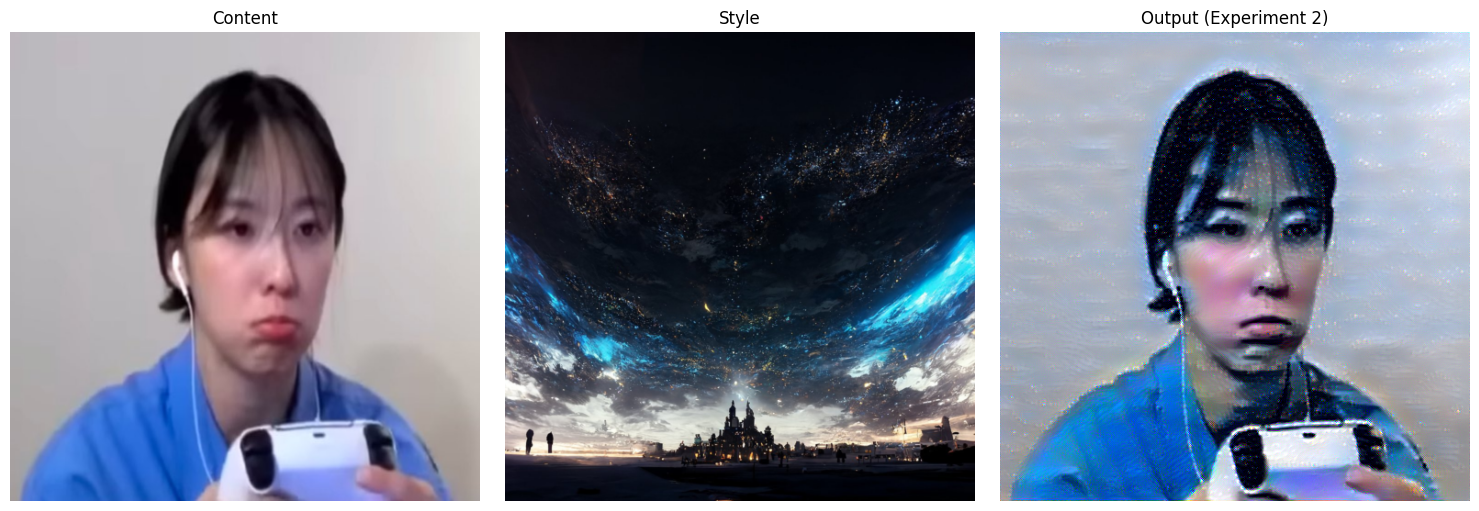 Content
Style
Output (Experiment 2)